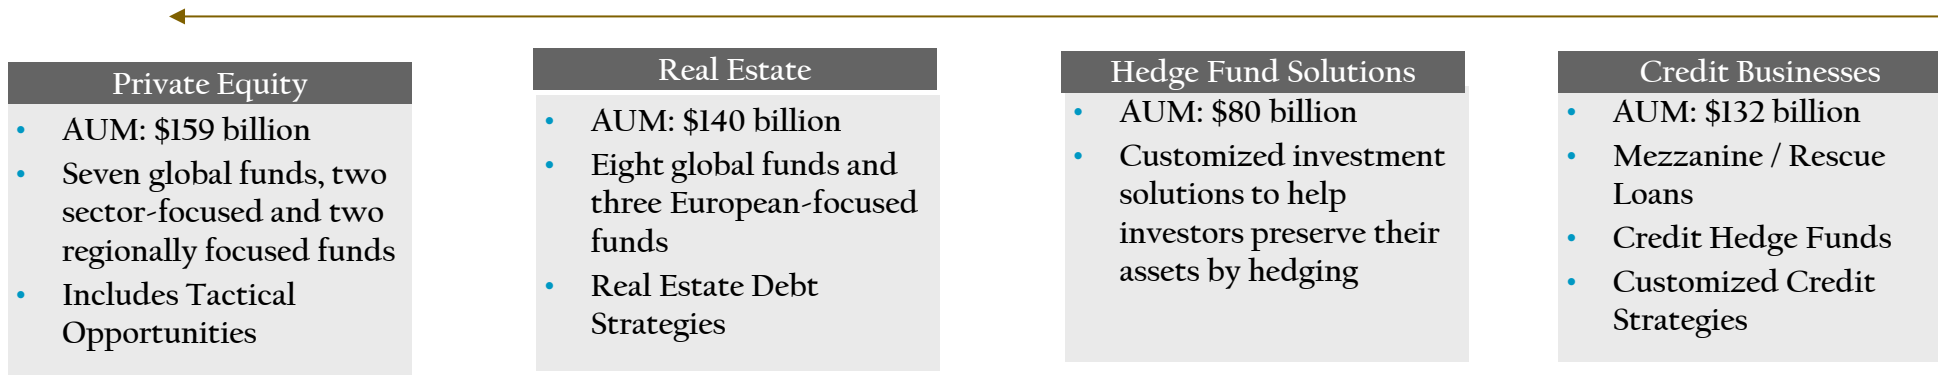 Private Equity
• AUM: $159 billion
• Seven global funds, two
sector-focused and two
regionally focused funds
• Includes Tactical
Opportunities
Real Estate
• AUM: $140 billion
• Eight global funds and
three European-focused
funds
• Real Estate Debt
Strategies
Hedge Fund Solutions
• AUM: $80 billion
• Customized investment
solutions to help
investors preserve their
assets by hedging
Credit Businesses
• AUM: $132 billion
• Mezzanine / Rescue
Loans
• Credit Hedge Funds
• Customized Credit
Strategies